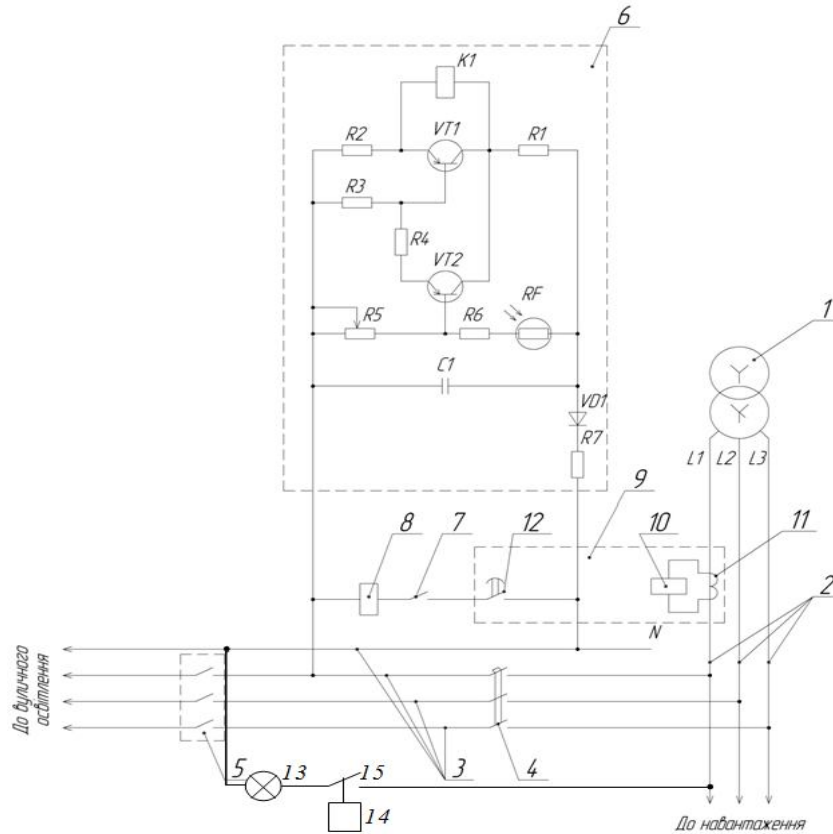 6
K1
R2
VT1
R1
R3
R4
VT2
RF
R5
R6
C1
VD1
R7
1
L1
L2
L3
8
7
12
9
10
11
N
2
До вуличного
освітлення
5
13
15
3
4
14
До навантаження